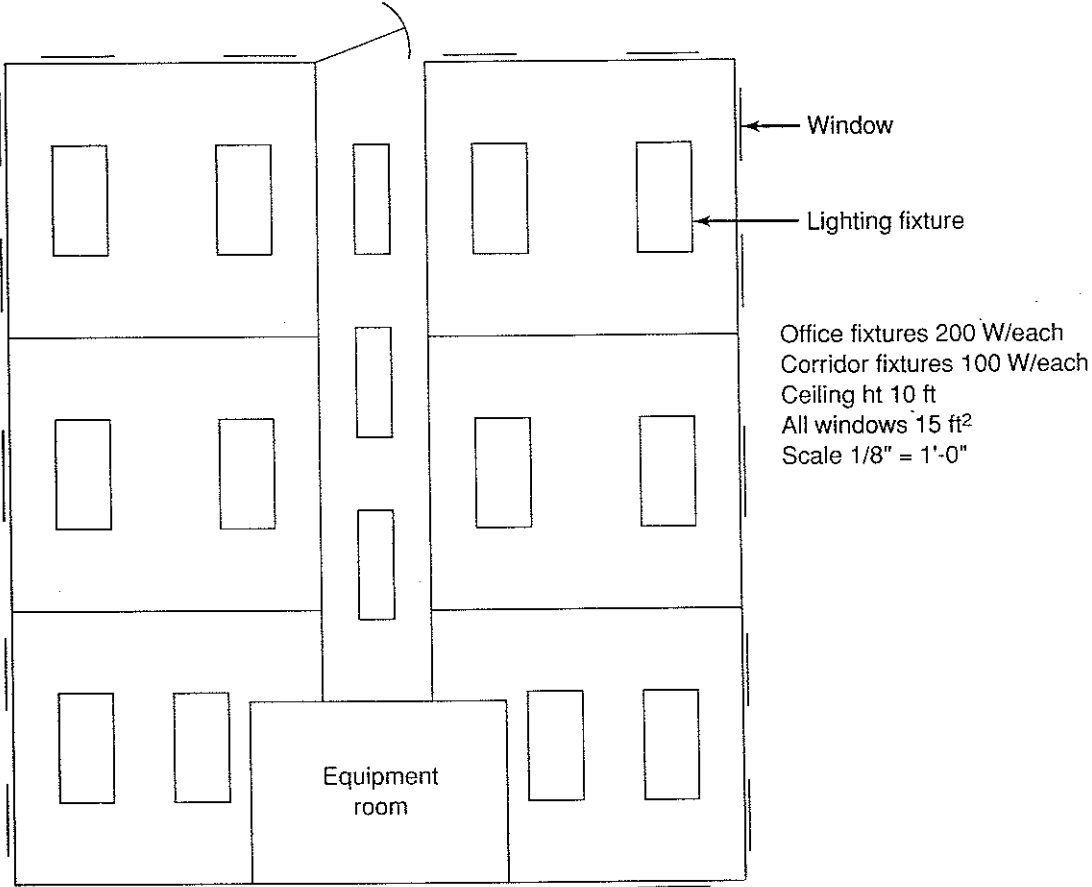 Window
Lighting fixture
Office fixtures 200 W/each
Corridor fixtures 100 W/each
Ceiling ht 10 ft
All windows 15 ft²
Scale 1/8" = 1'-0"
Equipment
room